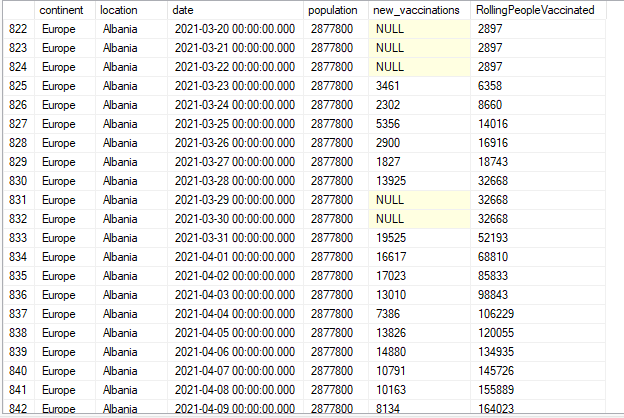 continent location date population new_vaccinations RollingPeopleVaccinated
822 Europe Albania 2021-03-20 00:00:00.000 2877800 NULL 2897
823 Europe Albania 2021-03-21 00:00:00.000 2877800 NULL 2897
824 Europe Albania 2021-03-22 00:00:00.000 2877800 NULL 2897
825 Europe Albania 2021-03-23 00:00:00.000 2877800 3461 6358
826 Europe Albania 2021-03-24 00:00:00.000 2877800 2302 8660
827 Europe Albania 2021-03-25 00:00:00.000 2877800 5356 14016
828 Europe Albania 2021-03-26 00:00:00.000 2877800 2900 16916
829 Europe Albania 2021-03-27 00:00:00.000 2877800 1827 18743
830 Europe Albania 2021-03-28 00:00:00.000 2877800 13925 32668
831 Europe Albania 2021-03-29 00:00:00.000 2877800 NULL 32668
832 Europe Albania 2021-03-30 00:00:00.000 2877800 NULL 32668
833 Europe Albania 2021-03-31 00:00:00.000 2877800 19525 52193
834 Europe Albania 2021-04-01 00:00:00.000 2877800 16617 68810
835 Europe Albania 2021-04-02 00:00:00.000 2877800 17023 85833
836 Europe Albania 2021-04-03 00:00:00.000 2877800 13010 98843
837 Europe Albania 2021-04-04 00:00:00.000 2877800 7386 106229
838 Europe Albania 2021-04-05 00:00:00.000 2877800 13826 120055
839 Europe Albania 2021-04-06 00:00:00.000 2877800 14880 134935
840 Europe Albania 2021-04-07 00:00:00.000 2877800 10791 145726
841 Europe Albania 2021-04-08 00:00:00.000 2877800 10163 155889
842 Europe Albania 2021-04-09 00:00:00.000 2877800 8134 164023